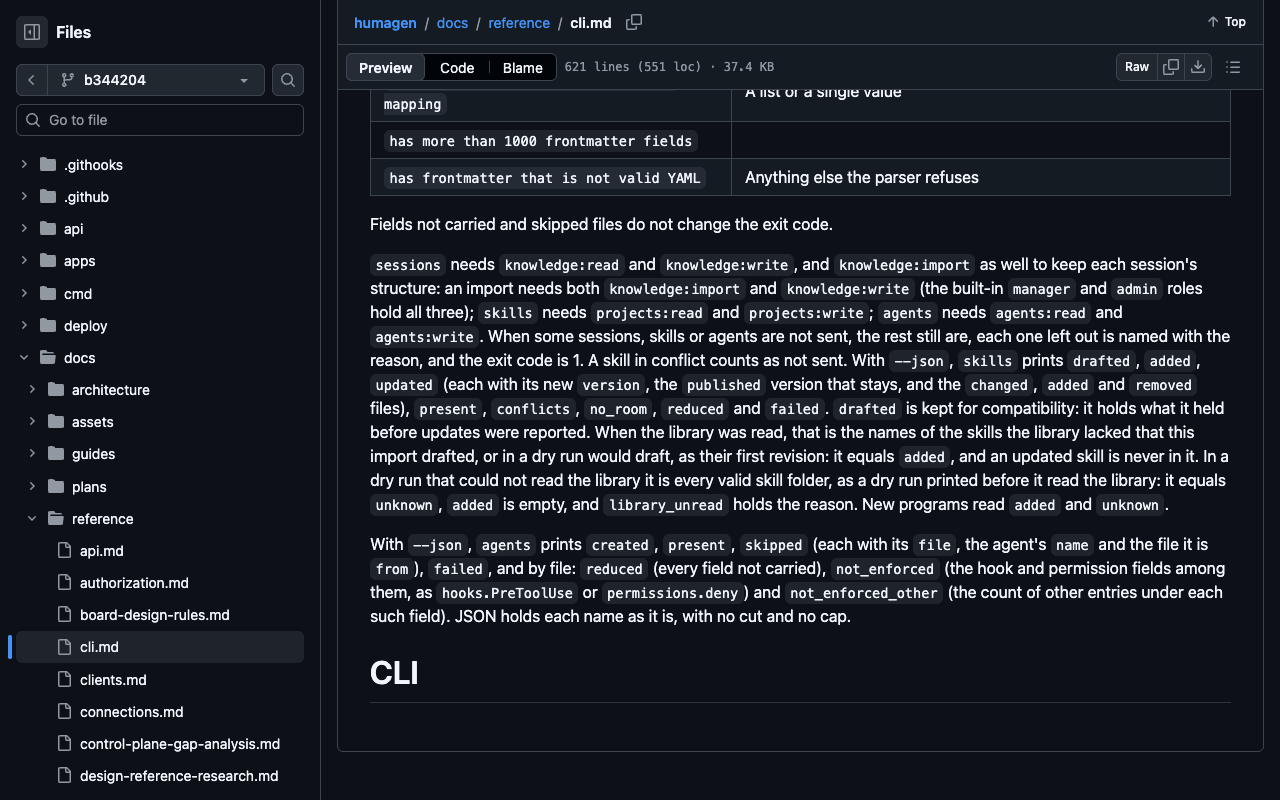 Files
humagen / docs / reference / cli.md
Top
b344204
Preview
Code
Blame
621 lines (551 loc) · 37.4 KB
Raw
Go to file
.githooks
.github
api
apps
cmd
deploy
docs
architecture
assets
guides
plans
reference
api.md
authorization.md
board-design-rules.md
cli.md
clients.md
connections.md
control-plane-gap-analysis.md
design-reference-research.md
mapping
A list or a single value
has more than 1000 frontmatter fields
has frontmatter that is not valid YAML
Anything else the parser refuses
Fields not carried and skipped files do not change the exit code.
sessions needs knowledge:read and knowledge:write, and knowledge:import as well to keep each session's
structure: an import needs both knowledge:import and knowledge:write (the built-in manager and admin roles
hold all three); skills needs projects:read and projects:write; agents needs agents:read and
agents:write. When some sessions, skills or agents are not sent, the rest still are, each one left out is named with the
reason, and the exit code is 1. A skill in conflict counts as not sent. With --json, skills prints drafted, added,
updated (each with its new version, the published version that stays, and the changed, added and removed
files), present, conflicts, no_room, reduced and failed. drafted is kept for compatibility: it holds what it held
before updates were reported. When the library was read, that is the names of the skills the library lacked that this
import drafted, or in a dry run would draft, as their first revision: it equals added, and an updated skill is never in it. In a
dry run that could not read the library it is every valid skill folder, as a dry run printed before it read the library: it equals
unknown, added is empty, and library_unread holds the reason. New programs read added and unknown.
With --json, agents prints created, present, skipped (each with its file, the agent's name and the file it is
from), failed, and by file: reduced (every field not carried), not_enforced (the hook and permission fields among
them, as hooks.PreToolUse or permissions.deny) and not_enforced_other (the count of other entries under each
such field). JSON holds each name as it is, with no cut and no cap.
CLI